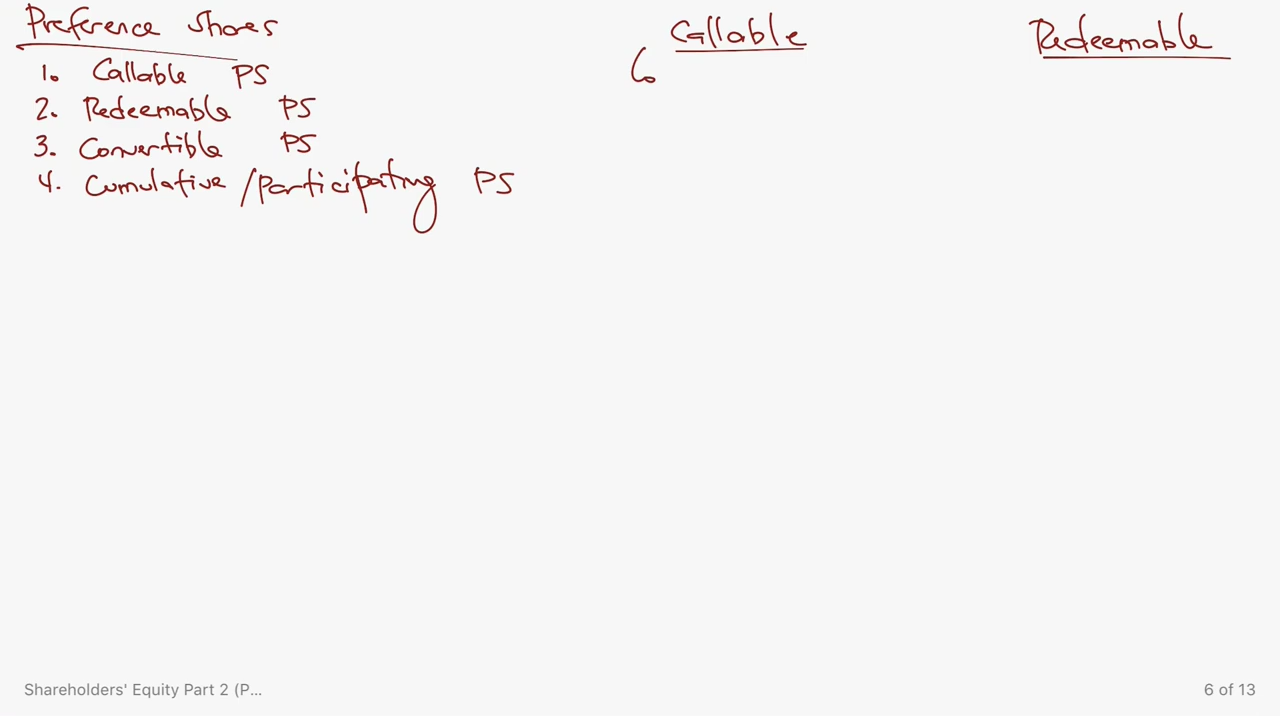 Preference Shares
1. Callable PS
2. Redeemable PS
3. Convertible PS
4. Cumulative / Participating PS
Callable
Redeemable
Shareholders' Equity Part 2 (P...
6 of 13